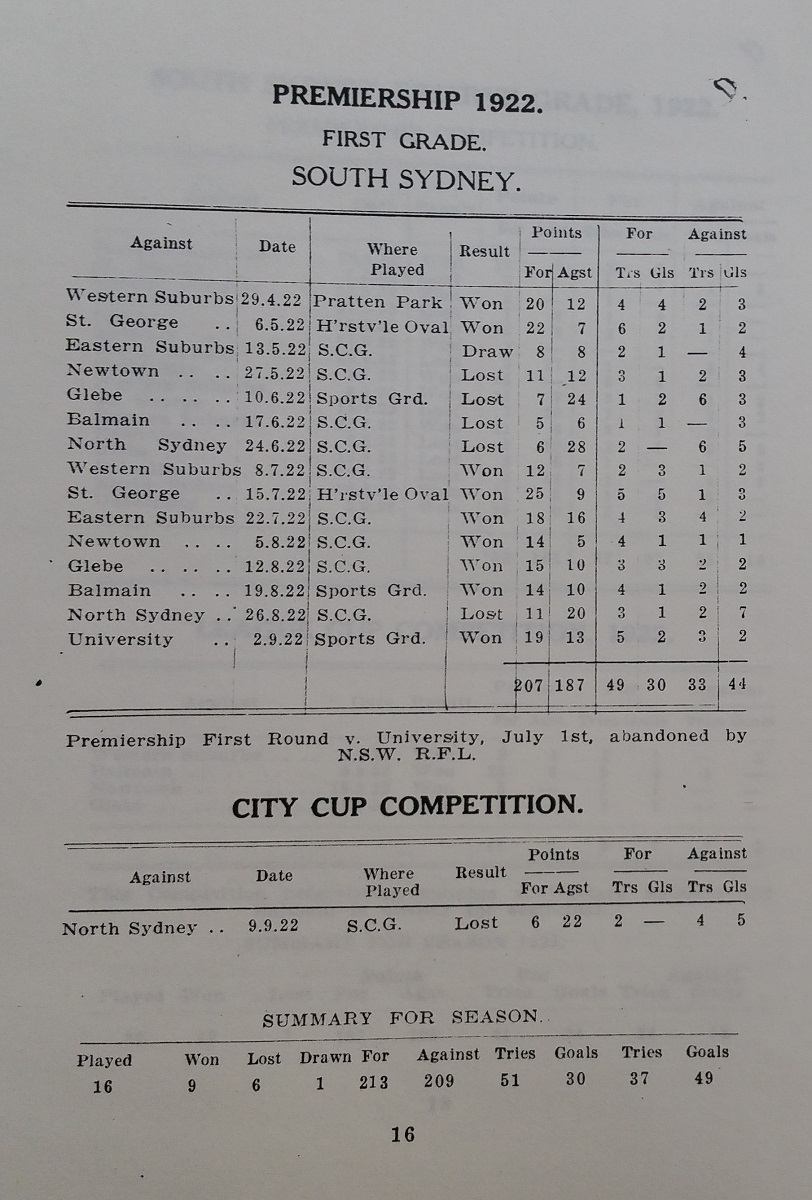 D.
PREMIERSHIP 1922.
FIRST GRADE.
SOUTH SYDNEY.
Against Date Where Played Result Points For Against
For Agst Trs Gls Trs Gls
Western Suburbs 29.4.22 Pratten Park Won 20 12 4 4 2 3
St. George .. 6.5.22 H'rstv'le Oval Won 22 7 6 2 1 2
Eastern Suburbs 13.5.22 S.C.G. Draw 8 8 2 1 — 4
Newtown .. .. 27.5.22 S.C.G. Lost 11 12 3 1 2 3
Glebe .. .. .. 10.6.22 Sports Grd. Lost 7 24 1 2 6 3
Balmain .. .. 17.6.22 S.C.G. Lost 5 6 1 1 — 3
North Sydney 24.6.22 S.C.G. Lost 6 28 2 — 6 5
Western Suburbs 8.7.22 S.C.G. Won 12 7 2 3 1 2
St. George .. 15.7.22 H'rstv'le Oval Won 25 9 5 5 1 3
Eastern Suburbs 22.7.22 S.C.G. Won 18 16 4 3 4 2
Newtown .. .. 5.8.22 S.C.G. Won 14 5 4 1 1 1
Glebe .. .. .. 12.8.22 S.C.G. Won 15 10 3 3 2 2
Balmain .. .. 19.8.22 Sports Grd. Won 14 10 4 1 2 2
North Sydney .. 26.8.22 S.C.G. Lost 11 20 3 1 2 7
University .. 2.9.22 Sports Grd. Won 19 13 5 2 3 2
207 187 49 30 33 44
Premiership First Round v. University, July 1st, abandoned by
N.S.W. R.F.L.
CITY CUP COMPETITION.
Against Date Where Played Result Points For Against
For Agst Trs Gls Trs Gls
North Sydney .. 9.9.22 S.C.G. Lost 6 22 2 — 4 5
SUMMARY FOR SEASON.
Played Won Lost Drawn For Against Tries Goals Tries Goals
16 9 6 1 213 209 51 30 37 49
16